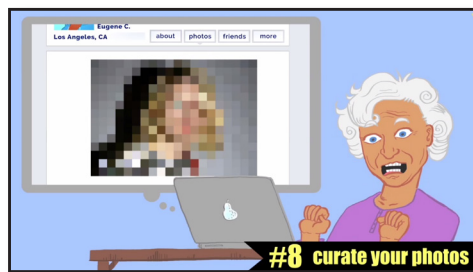 Eugene C.
Los Angeles, CA
about photos friends more
#8 curate your photos